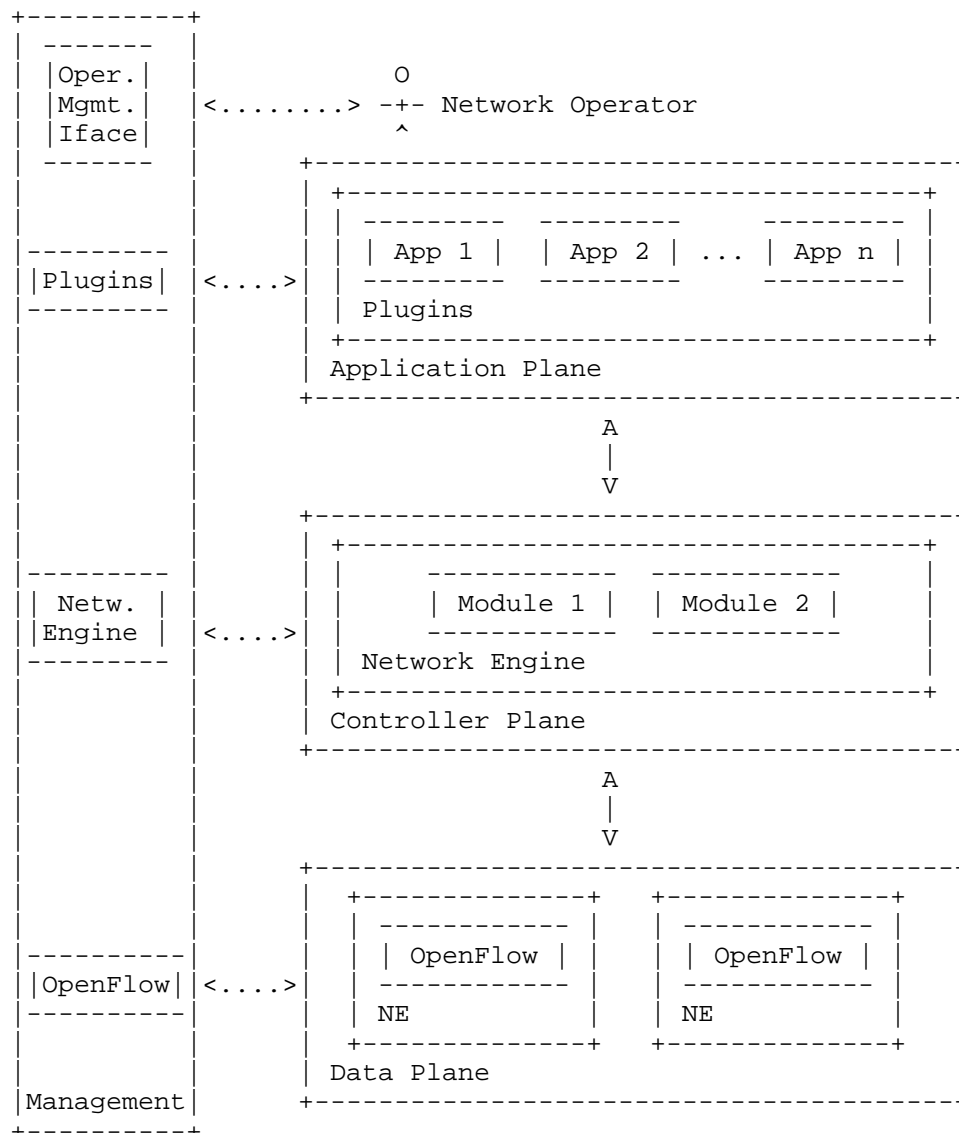 Oper.
O
Mgmt. <........> -+- Network Operator
Iface ^
App 1 App 2 ... App n
Plugins <....>
Plugins
Application Plane
A
V
Netw. Module 1 Module 2
Engine <....>
Network Engine
Controller Plane
A
V
OpenFlow OpenFlow
OpenFlow <....>
NE NE
Data Plane
Management